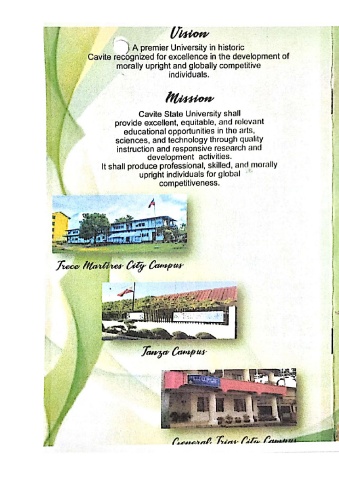 Vision
A premier University in historic
Cavite recognized for excellence in the development of
morally upright and globally competitive
individuals.
Mission
Cavite State University shall
provide excellent, equitable, and relevant
educational opportunities in the arts,
sciences, and technology through quality
instruction and responsive research and
development activities.
It shall produce professional, skilled, and morally
upright individuals for global
competitiveness.
Trece Martires City Campus
Tanza Campus
General Trias City Campus